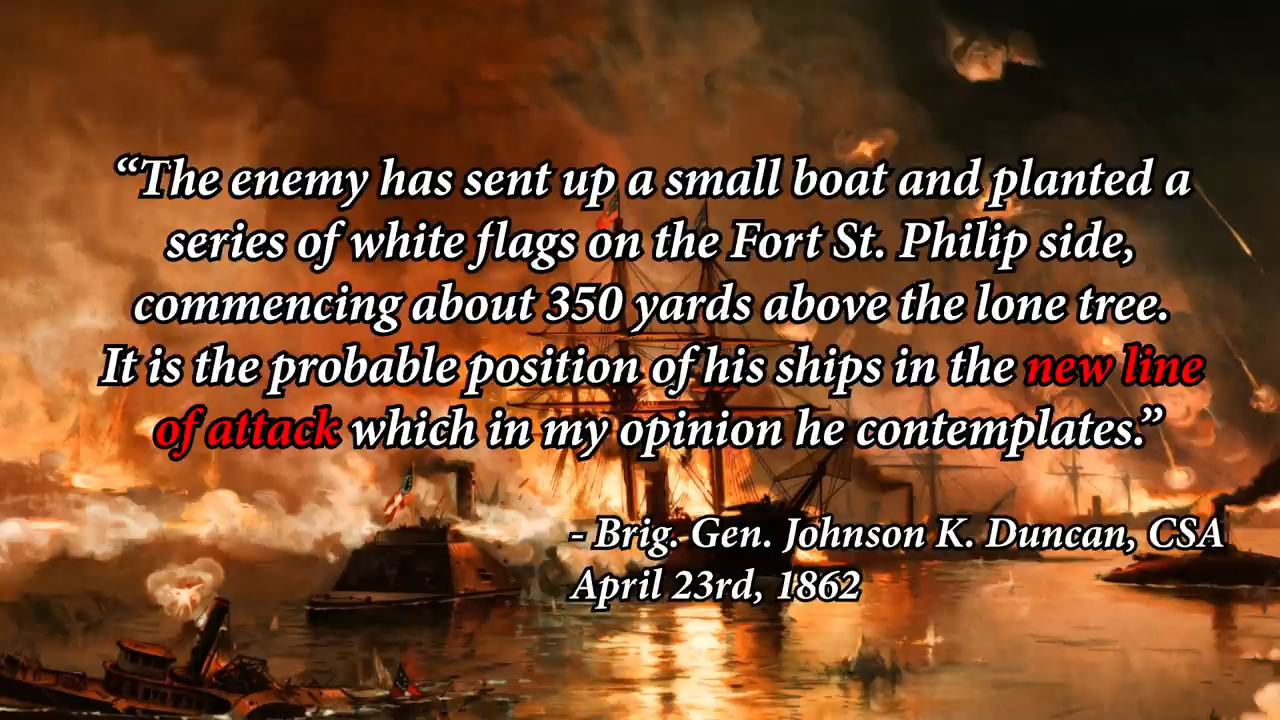 “The enemy has sent up a small boat and planted a
series of white flags on the Fort St. Philip side,
commencing about 350 yards above the lone tree.
It is the probable position of his ships in the new line
of attack which in my opinion he contemplates.”
- Brig. Gen. Johnson K. Duncan, CSA
April 23rd, 1862